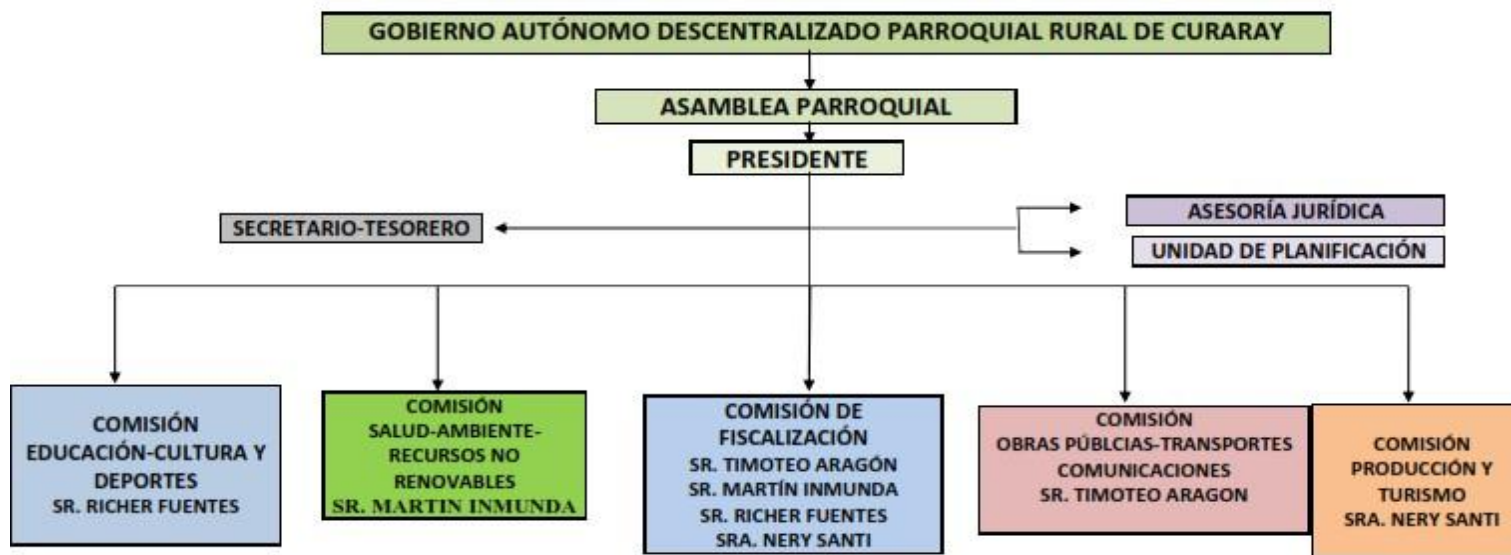 GOBIERNO AUTÓNOMO DESCENTRALIZADO PARROQUIAL RURAL DE CURARAY
ASAMBLEA PARROQUIAL
PRESIDENTE
SECRETARIO-TESORERO
ASESORÍA JURÍDICA
UNIDAD DE PLANIFICACIÓN
COMISIÓN
EDUCACIÓN-CULTURA Y
DEPORTES
SR. RICHER FUENTES
COMISIÓN
SALUD-AMBIENTE-
RECURSOS NO
RENOVABLES
SR. MARTIN INMUNDA
COMISIÓN DE
FISCALIZACIÓN
SR. TIMOTEO ARAGÓN
SR. MARTÍN INMUNDA
SR. RICHER FUENTES
SRA. NERY SANTI
COMISIÓN
OBRAS PÚBLCIAS-TRANSPORTES
COMUNICACIONES
SR. TIMOTEO ARAGON
COMISIÓN
PRODUCCIÓN Y
TURISMO
SRA. NERY SANTI